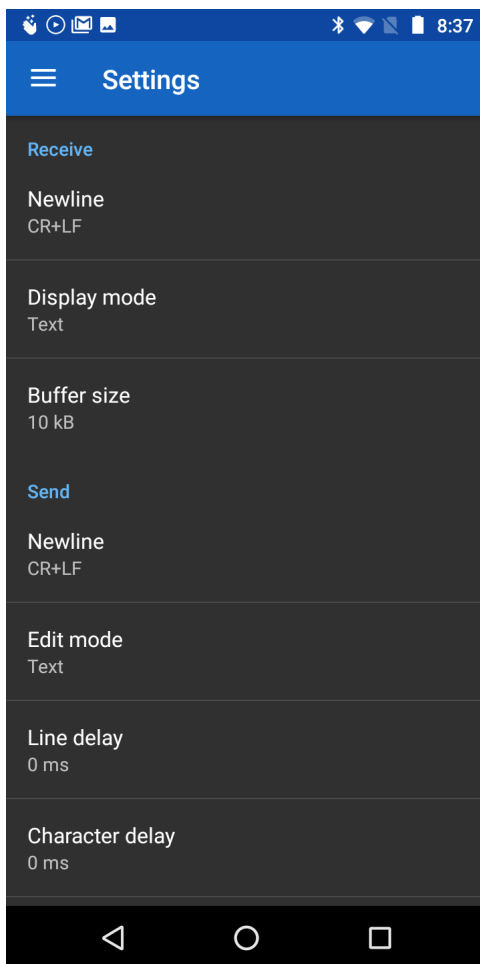 8:37
Settings
Receive
Newline
CR+LF
Display mode
Text
Buffer size
10 kB
Send
Newline
CR+LF
Edit mode
Text
Line delay
0 ms
Character delay
0 ms